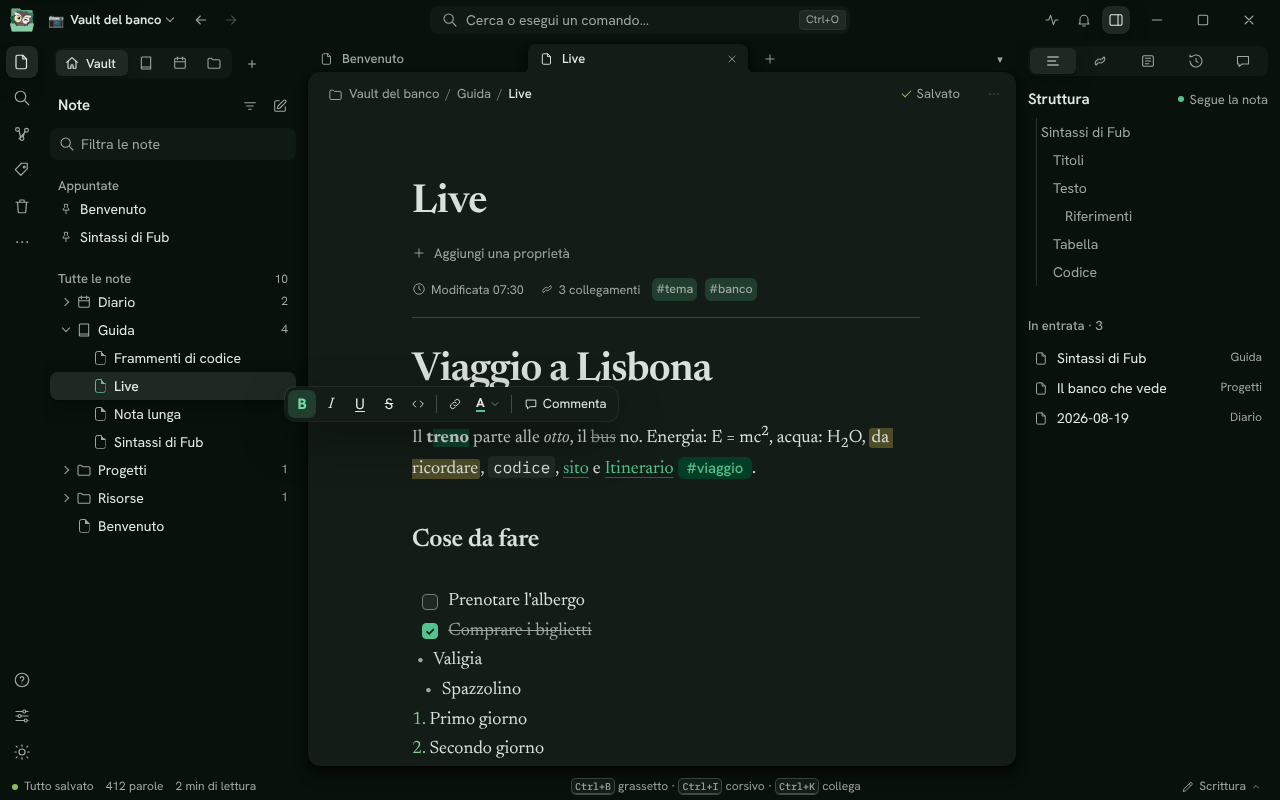 Vault del banco
Cerca o esegui un comando...
Ctrl+O
Vault
Benvenuto
Live
Note
Vault del banco / Guida / Live
Salvato
Struttura
Segue la nota
Filtra le note
Sintassi di Fub
Titoli
Testo
Riferimenti
Tabella
Codice
Appuntate
Benvenuto
Sintassi di Fub
Tutte le note 10
Diario 2
Guida 4
Frammenti di codice
Live
Nota lunga
Sintassi di Fub
Progetti 1
Risorse 1
Benvenuto
Live
Aggiungi una proprietà
Modificata 07:30
3 collegamenti
#tema
#banco
Viaggio a Lisbona
B I U S <> A Commenta
Il treno parte alle otto, il bus no. Energia: E = mc², acqua: H₂O, da
ricordare, codice, sito e Itinerario #viaggio.
Cose da fare
Prenotare l'albergo
Comprare i biglietti
• Valigia
• Spazzolino
1. Primo giorno
2. Secondo giorno
In entrata · 3
Sintassi di Fub Guida
Il banco che vede Progetti
2026-08-19 Diario
Tutto salvato 412 parole 2 min di lettura
Ctrl+B grassetto · Ctrl+I corsivo · Ctrl+K collega
Scrittura